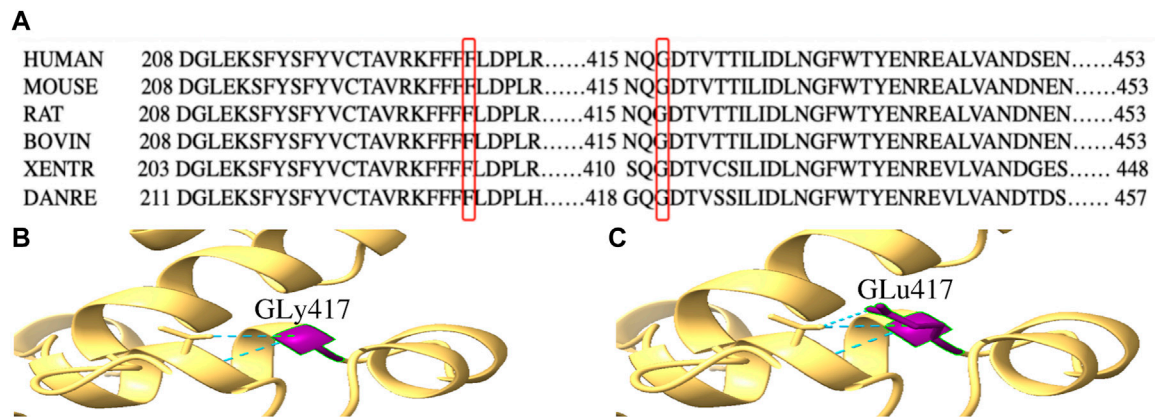 A
HUMAN 208 DGLEKSFYSFYVCTAVRKFFFFLDPLR......415 NQGDTVTTILIDLNGFWTYENREALVANDSEN......453
MOUSE 208 DGLEKSFYSFYVCTAVRKFFFFLDPLR......415 NQGDTVTTILIDLNGFWTYENREALVANDNEN......453
RAT 208 DGLEKSFYSFYVCTAVRKFFFFLDPLR......415 NQGDTVTTILIDLNGFWTYENREALVANDNEN......453
BOVIN 208 DGLEKSFYSFYVCTAVRKFFFFLDPLR......415 NQGDTVTTILIDLNGFWTYENREALVANDNEN......453
XENTR 203 DGLEKSFYSFYVCTAVRKFFFFLDPLR......410 SQGDTVCSILIDLNGFWTYENREVLVANDGES......448
DANRE 211 DGLEKSFYSFYVCTAVRKFFFFLDPLH......418 GQGDTVSSILIDLNGFWTYENREVLVANDTDS...... 457
B
GLy417
C
GLu417